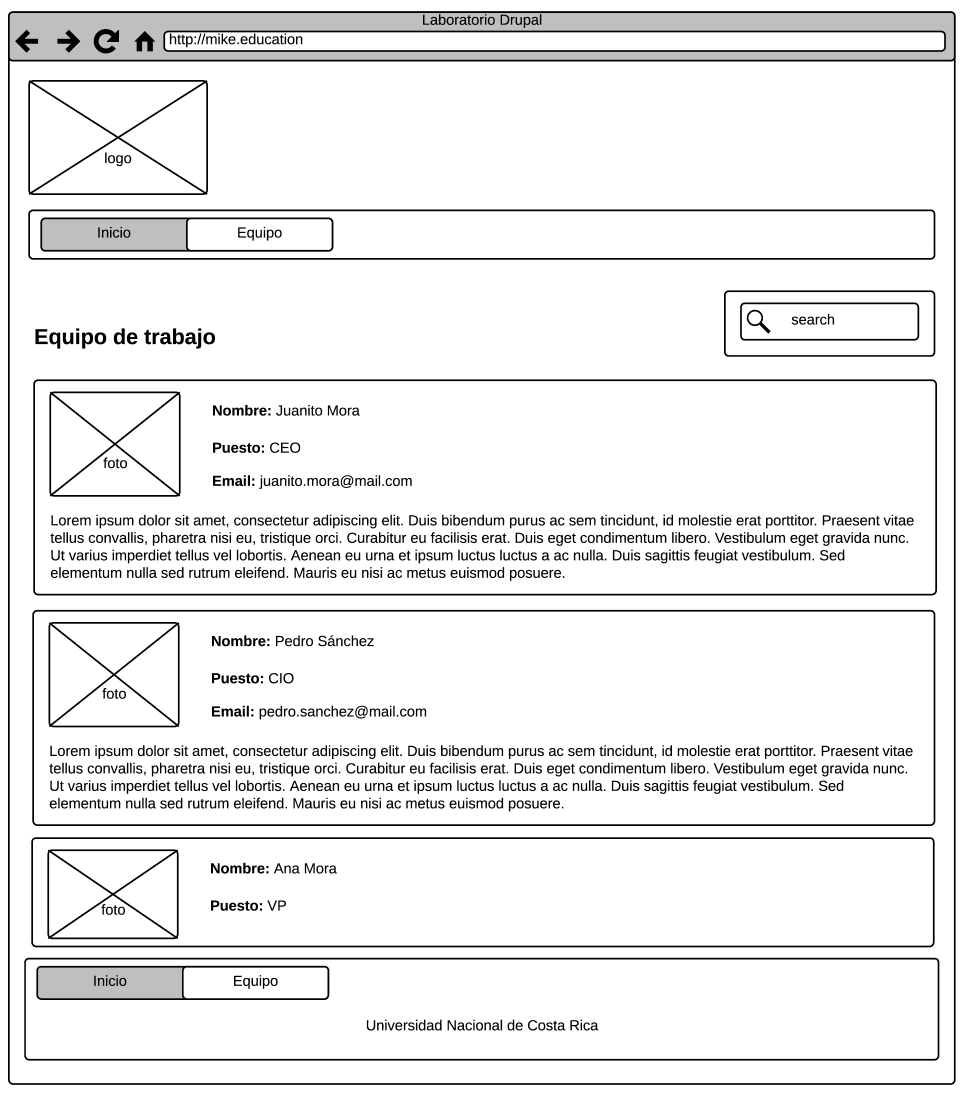 Laboratorio Drupal
http://mike.education
logo
Inicio
Equipo
search
Equipo de trabajo
foto
Nombre: Juanito Mora
Puesto: CEO
Email: juanito.mora@mail.com
Lorem ipsum dolor sit amet, consectetur adipiscing elit. Duis bibendum purus ac sem tincidunt, id molestie erat porttitor. Praesent vitae
tellus convallis, pharetra nisi eu, tristique orci. Curabitur eu facilisis erat. Duis eget condimentum libero. Vestibulum eget gravida nunc.
Ut varius imperdiet tellus vel lobortis. Aenean eu urna et ipsum luctus luctus a ac nulla. Duis sagittis feugiat vestibulum. Sed
elementum nulla sed rutrum eleifend. Mauris eu nisi ac metus euismod posuere.
foto
Nombre: Pedro Sánchez
Puesto: CIO
Email: pedro.sanchez@mail.com
Lorem ipsum dolor sit amet, consectetur adipiscing elit. Duis bibendum purus ac sem tincidunt, id molestie erat porttitor. Praesent vitae
tellus convallis, pharetra nisi eu, tristique orci. Curabitur eu facilisis erat. Duis eget condimentum libero. Vestibulum eget gravida nunc.
Ut varius imperdiet tellus vel lobortis. Aenean eu urna et ipsum luctus luctus a ac nulla. Duis sagittis feugiat vestibulum. Sed
elementum nulla sed rutrum eleifend. Mauris eu nisi ac metus euismod posuere.
foto
Nombre: Ana Mora
Puesto: VP
Inicio
Equipo
Universidad Nacional de Costa Rica